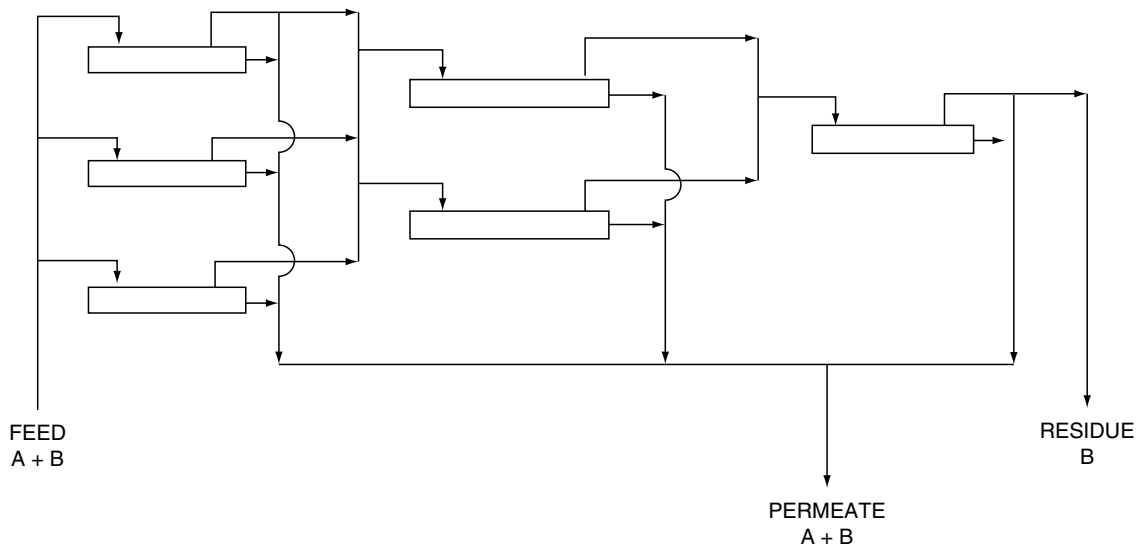 FEED
A + B
RESIDUE
B
PERMEATE
A + B